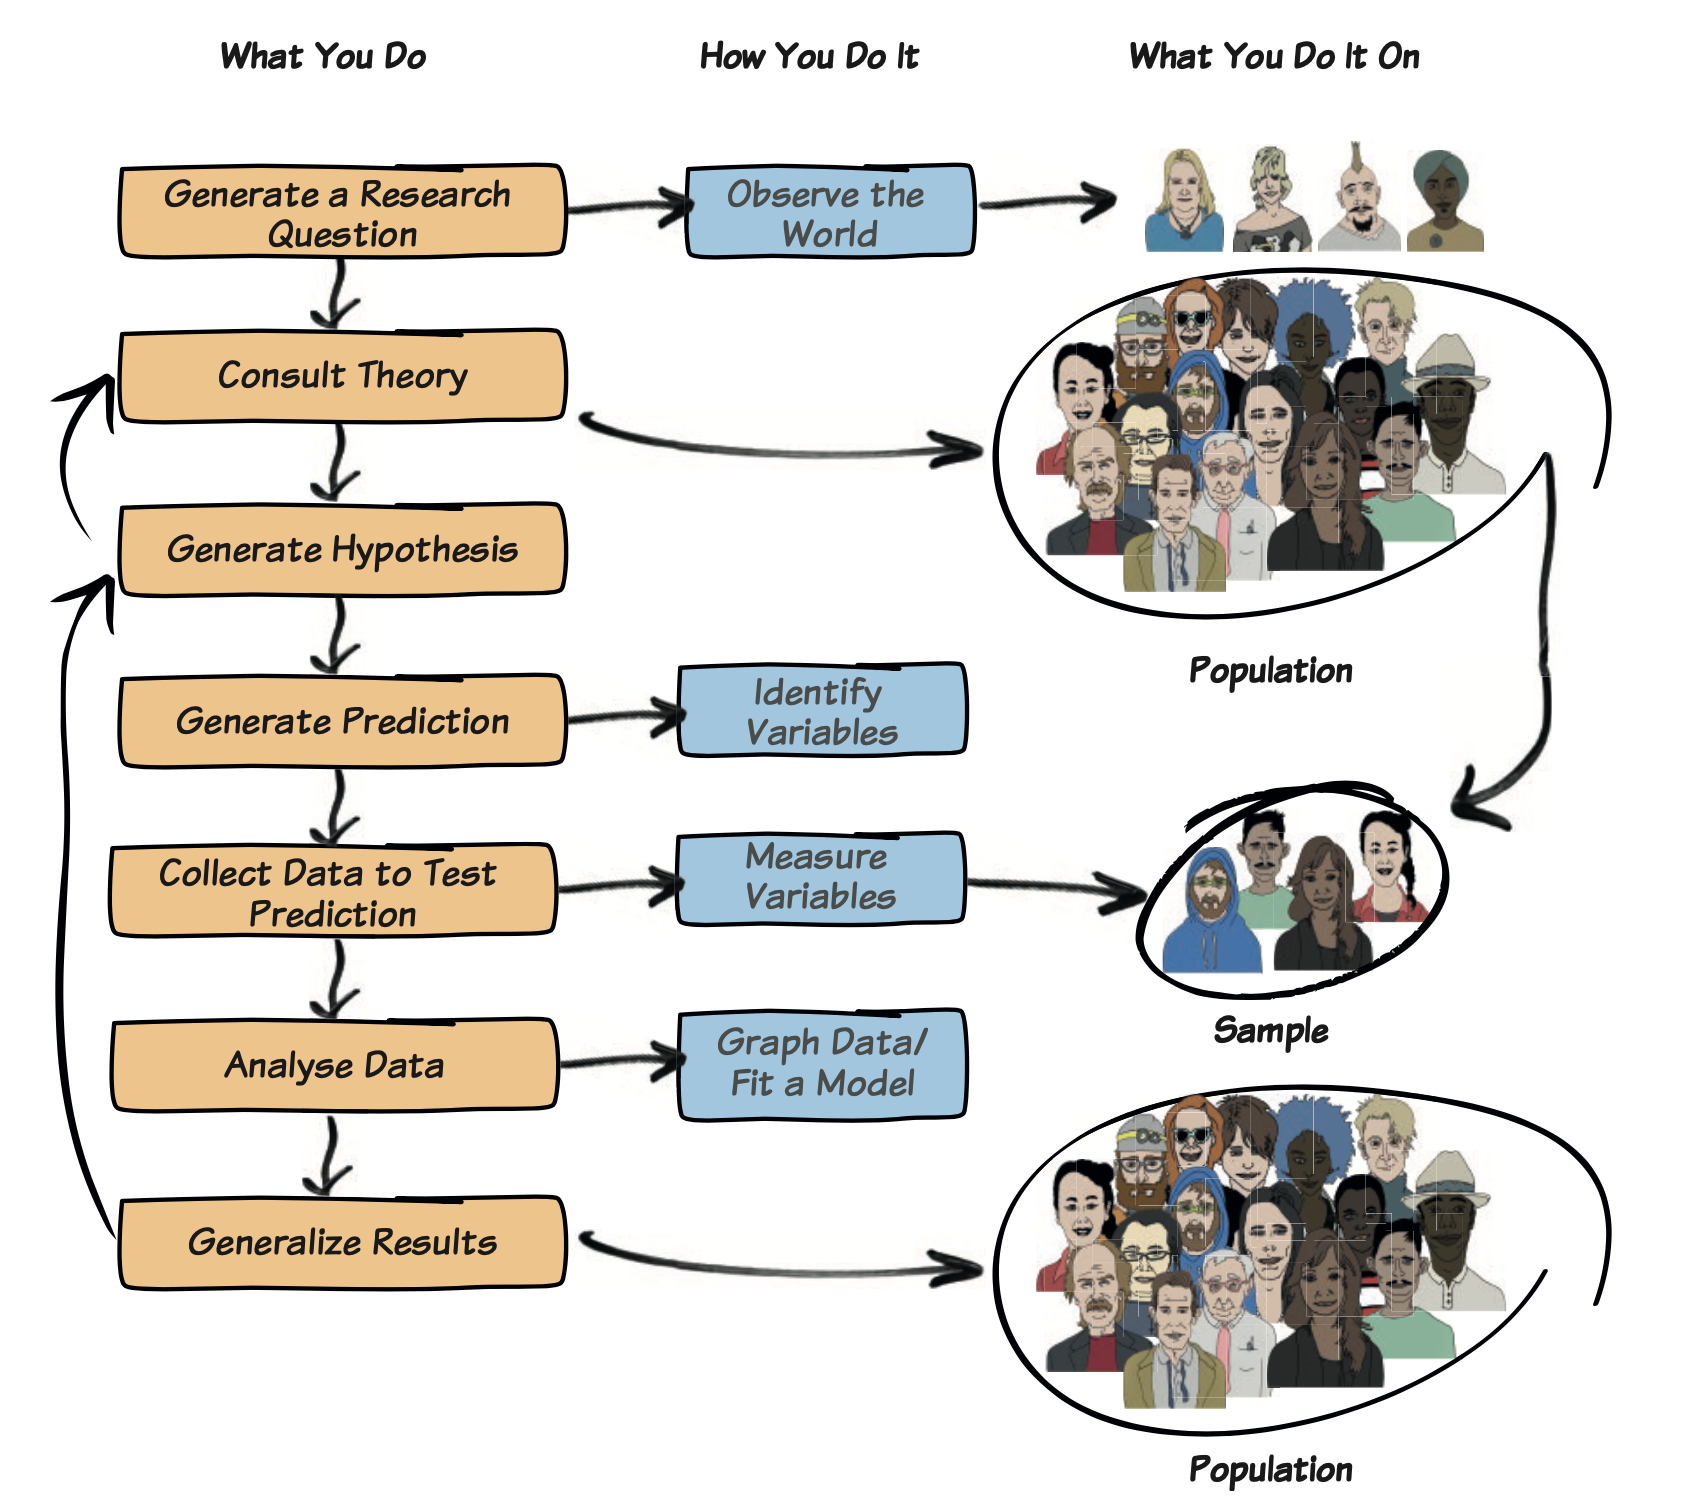 What You Do
How You Do It
What You Do It On
Generate a Research
Question
Observe the
World
Consult Theory
Generate Hypothesis
Population
Generate Prediction
Identify
Variables
Collect Data to Test
Prediction
Measure
Variables
Sample
Analyse Data
Graph Data/
Fit a Model
Generalize Results
Population